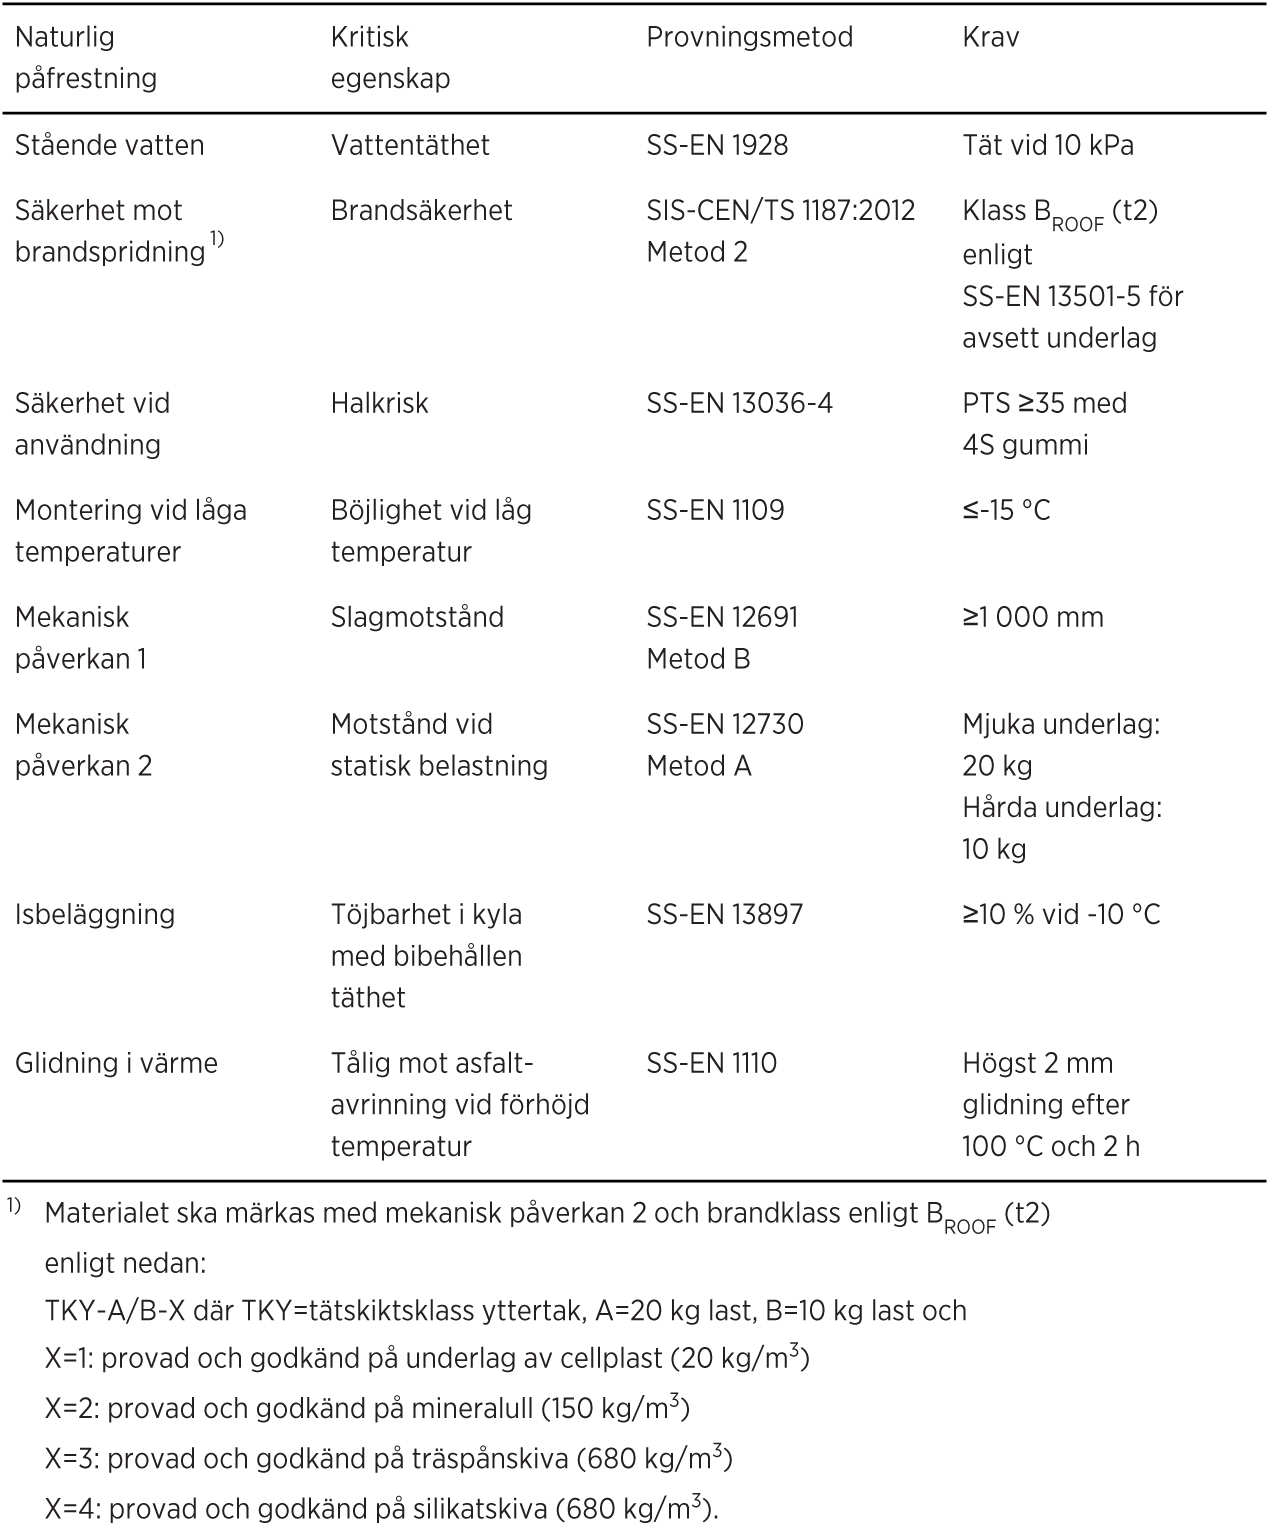 Naturlig påfrestning
Kritisk egenskap
Provningsmetod
Krav
Stående vatten
Vattentäthet
SS-EN 1928
Tät vid 10 kPa
Säkerhet mot
brandspridning 1)
Brandsäkerhet
SIS-CEN/TS 1187:2012
Metod 2
Klass BROOF (t2)
enligt
SS-EN 13501-5 för
avsett underlag
Säkerhet vid
användning
Halkrisk
SS-EN 13036-4
PTS ≥35 med
4S gummi
Montering vid låga
temperaturer
Böjlighet vid låg
temperatur
SS-EN 1109
≤-15 °C
Mekanisk
påverkan 1
Slagmotstånd
SS-EN 12691
Metod B
≥1 000 mm
Mekanisk
påverkan 2
Motstånd vid
statisk belastning
SS-EN 12730
Metod A
Mjuka underlag:
20 kg
Hårda underlag:
10 kg
Isbeläggning
Töjbarhet i kyla
med bibehållen
täthet
SS-EN 13897
≥10 % vid -10 °C
Glidning i värme
Tålig mot asfalt-
avrinning vid förhöjd
temperatur
SS-EN 1110
Högst 2 mm
glidning efter
100 °C och 2 h
1) Materialet ska märkas med mekanisk påverkan 2 och brandklass enligt BROOF (t2)
enligt nedan:
TKY-A/B-X där TKY=tätskiktsklass yttertak, A=20 kg last, B=10 kg last och
X=1: provad och godkänd på underlag av cellplast (20 kg/m3)
X=2: provad och godkänd på mineralull (150 kg/m3)
X=3: provad och godkänd på träspånskiva (680 kg/m3)
X=4: provad och godkänd på silikatskiva (680 kg/m3).